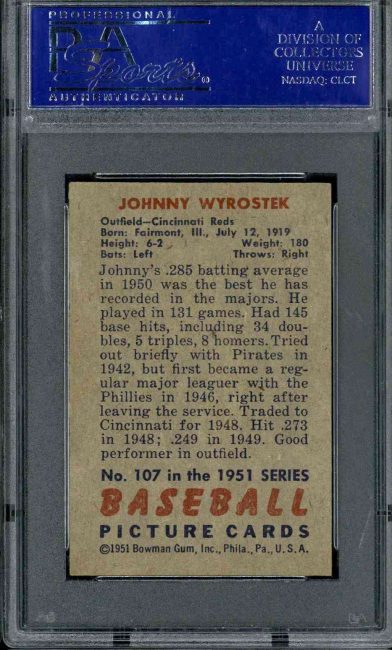 PROFESSIONAL
PSA
Sports
AUTHENTICATOR
A
DIVISION OF
COLLECTORS
UNIVERSE
NASDAQ: CLCT
JOHNNY WYROSTEK
Outfield—Cincinnati Reds
Born: Fairmont, Ill., July 12, 1919
Height: 6-2 Weight: 180
Bats: Left Throws: Right
Johnny's .285 batting average
in 1950 was the best he has
recorded in the majors. He
played in 131 games. Had 145
base hits, including 34 dou-
bles, 5 triples, 8 homers. Tried
out briefly with Pirates in
1942, but first became a reg-
ular major leaguer with the
Phillies in 1946, right after
leaving the service. Traded to
Cincinnati for 1948. Hit .273
in 1948; .249 in 1949. Good
performer in outfield.
No. 107 in the 1951 SERIES
BASEBALL
PICTURE CARDS
©1951 Bowman Gum, Inc., Phila., Pa., U. S. A.